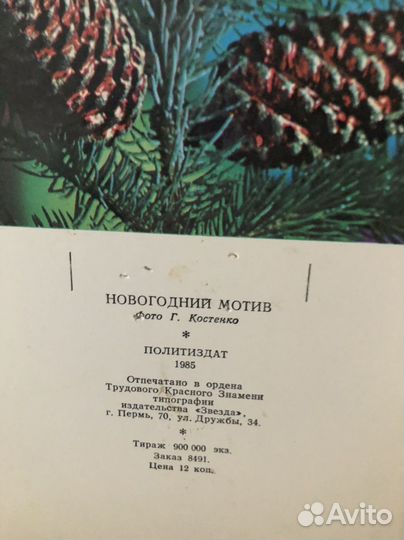 НОВОГОДНИЙ МОТИВ
Фото Г. Костенко
*
ПОЛИТИЗДАТ
1985
Отпечатано в ордена
Трудового Красного Знамени
типографии
издательства «Звезда»,
г. Пермь, 70, ул. Дружбы, 34.
*
Тираж 900 000 экз.
Заказ 8491.
Цена 12 коп.
Avito